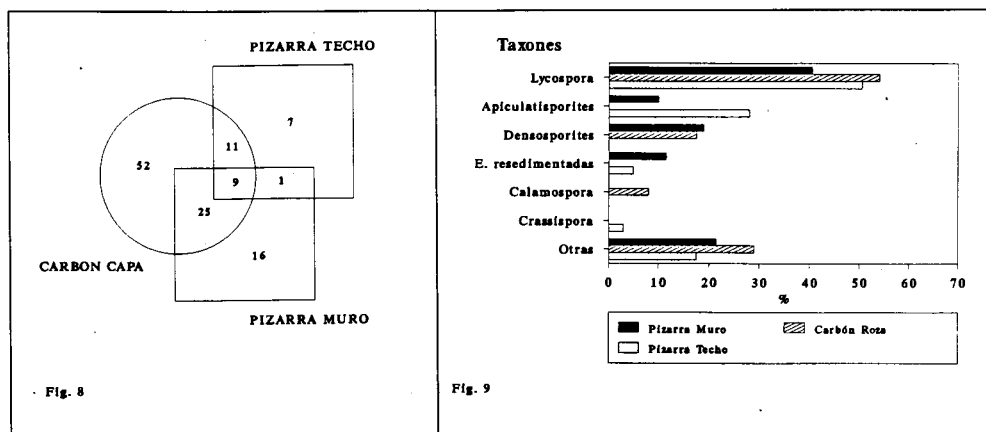 PIZARRA TECHO
7
11
52
9
1
25
16
CARBON CAPA
PIZARRA MURO
Fig. 8
Taxones
Lycospora
Apiculatisporites
Densosporites
E. resedimentadas
Calamospora
Crassispora
Otras
0 10 20 30 40 50 60 70
%
Pizarra Muro
Carbón Roza
Pizarra Techo
Fig. 9